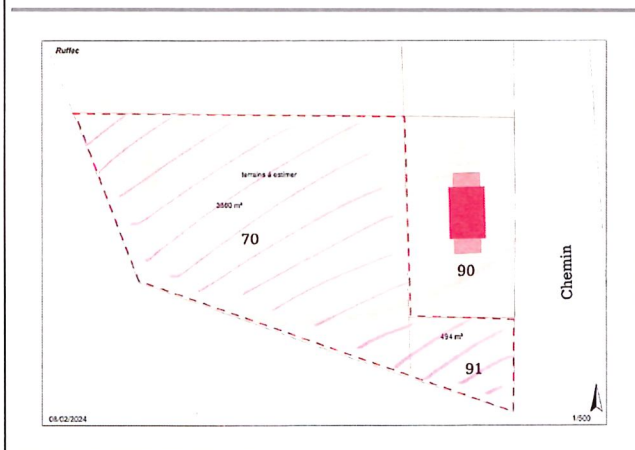 Ruffec
terrains à estimer
3660 m²
70
90
Chemin
494 m²
91
08/02/2024
1/500